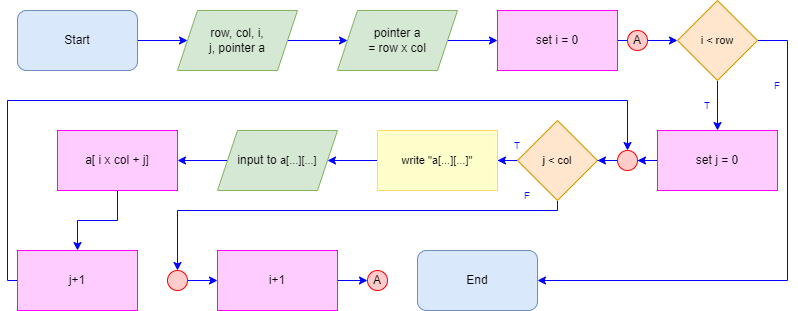 Start
row, col, i,
j, pointer a
pointer a
= row x col
set i = 0
A
i < row
F
T
set j = 0
j < col
T
F
write "a[...][...]"
input to a[...][...]
a[ i x col + j]
j+1
i+1
A
End